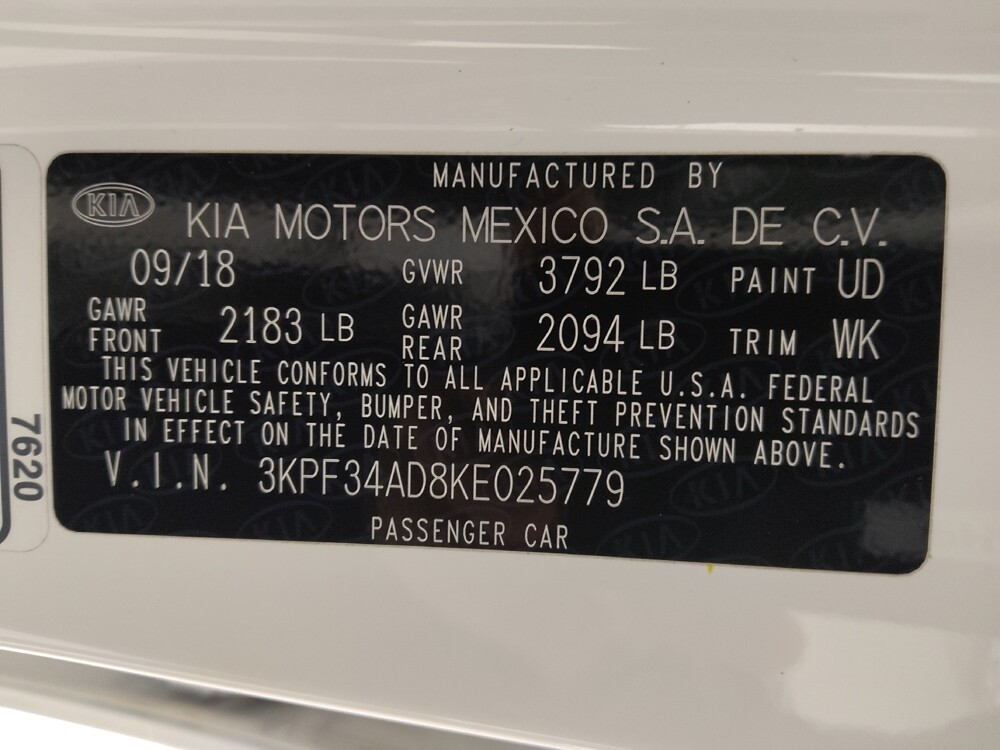 MANUFACTURED BY
KIA
KIA MOTORS MEXICO S.A. DE C.V.
09/18 GVWR 3792 LB PAINT UD
GAWR FRONT 2183 LB GAWR REAR 2094 LB TRIM WK
THIS VEHICLE CONFORMS TO ALL APPLICABLE U.S.A. FEDERAL
MOTOR VEHICLE SAFETY, BUMPER, AND THEFT PREVENTION STANDARDS
IN EFFECT ON THE DATE OF MANUFACTURE SHOWN ABOVE.
V.I.N. 3KPF34AD8KE025779
PASSENGER CAR
7620